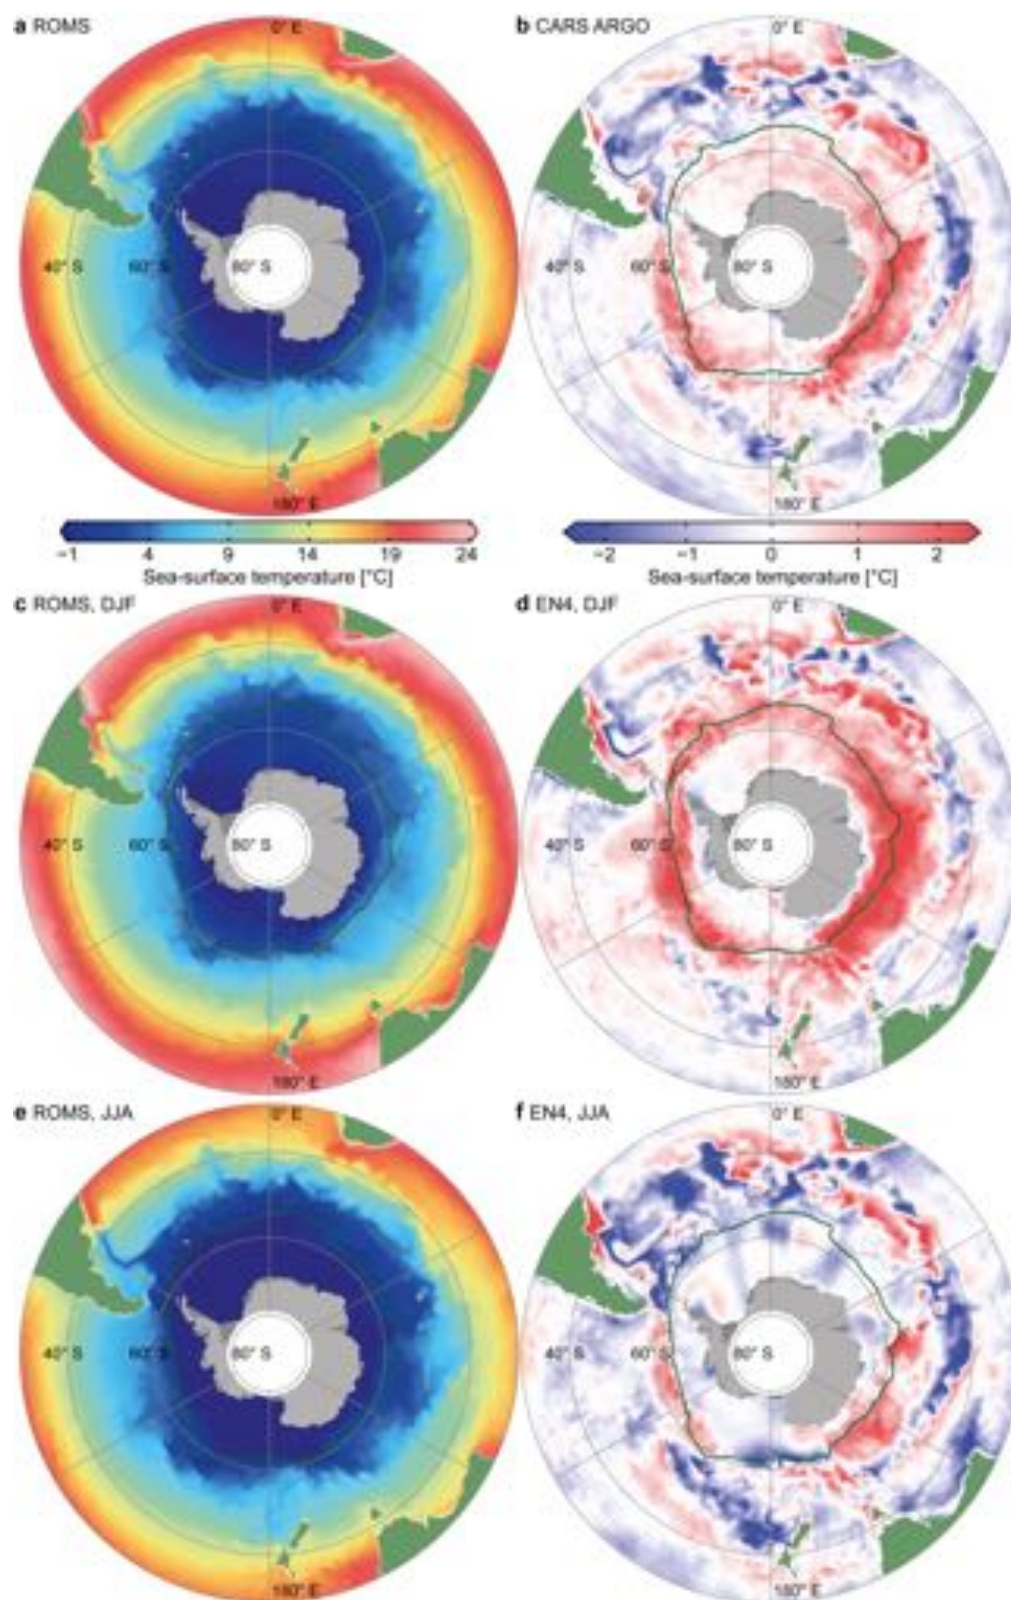 a ROMS
b CARS ARGO
0° E
0° E
40° S
60° S
80° S
40° S
60° S
80° S
180° E
180° E
−1 4 9 14 19 24
−2 −1 0 1 2
Sea-surface temperature [°C]
Sea-surface temperature [°C]
c ROMS, DJF
d EN4, DJF
0° E
0° E
40° S
60° S
80° S
40° S
60° S
80° S
180° E
180° E
e ROMS, JJA
f EN4, JJA
0° E
0° E
40° S
60° S
80° S
40° S
60° S
80° S
180° E
180° E